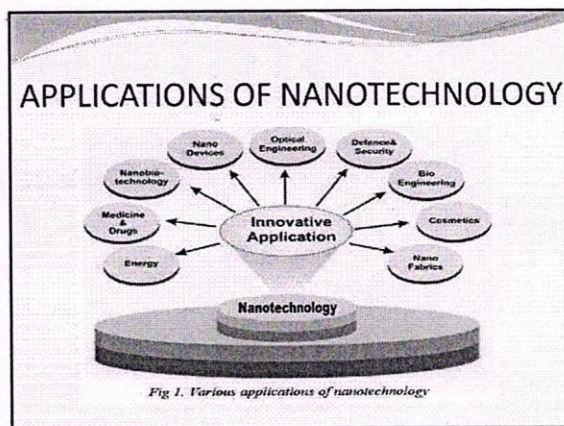 APPLICATIONS OF NANOTECHNOLOGY
Optical
Engineering
Nano
Devices
Defence&
Security
Nanobio-
technology
Bio
Engineering
Medicine
&
Drugs
Innovative
Application
Cosmetics
Energy
Nano
Fabrics
Nanotechnology
Fig 1. Various applications of nanotechnology